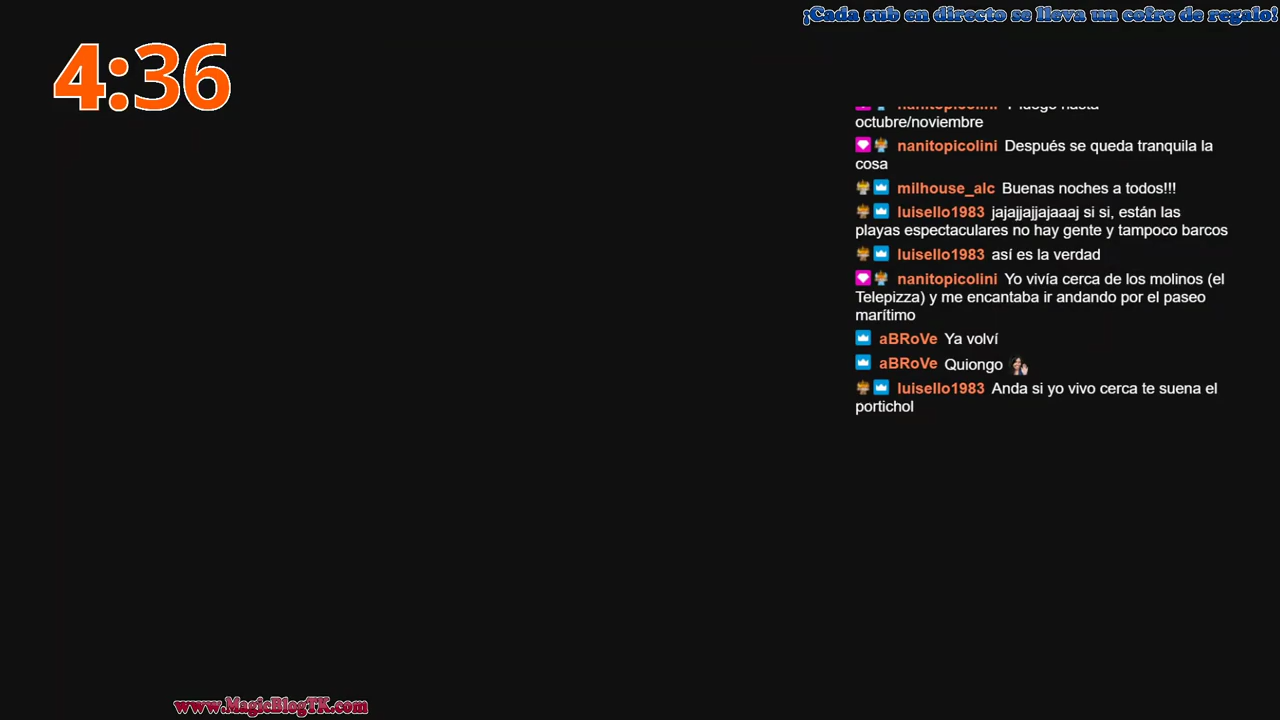 ¡Cada sub en directo se lleva un cofre de regalo!
4:36
nanitopicolini Y luego hasta
octubre/noviembre
nanitopicolini Después se queda tranquila la
cosa
milhouse_alc Buenas noches a todos!!!
luisello1983 jajajjajjajaaaj si si, están las
playas espectaculares no hay gente y tampoco barcos
luisello1983 así es la verdad
nanitopicolini Yo vivía cerca de los molinos (el
Telepizza) y me encantaba ir andando por el paseo
marítimo
aBRoVe Ya volví
aBRoVe Quiongo
luisello1983 Anda si yo vivo cerca te suena el
portichol
www.MagicBlogTK.com